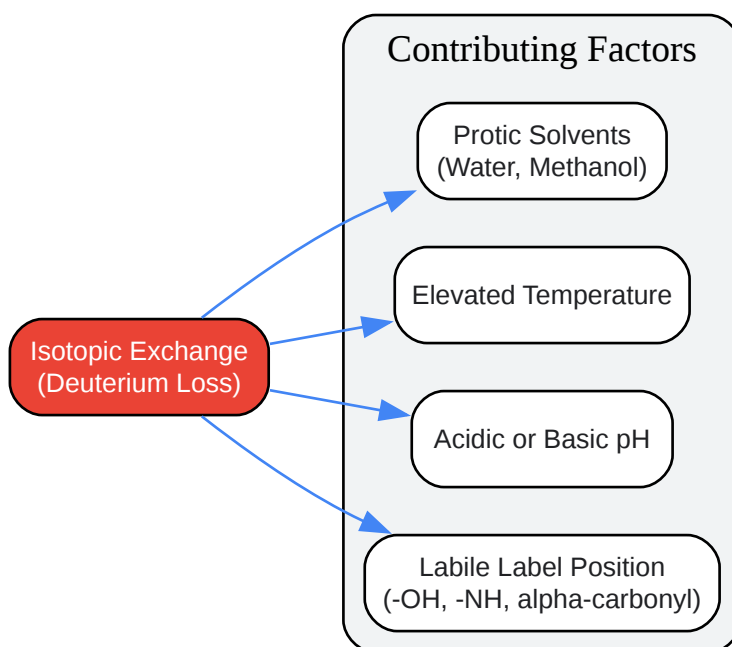 Contributing Factors
Protic Solvents
(Water, Methanol)
Elevated Temperature
Isotopic Exchange
(Deuterium Loss)
Acidic or Basic pH
Labile Label Position
(-OH, -NH, alpha-carbonyl)